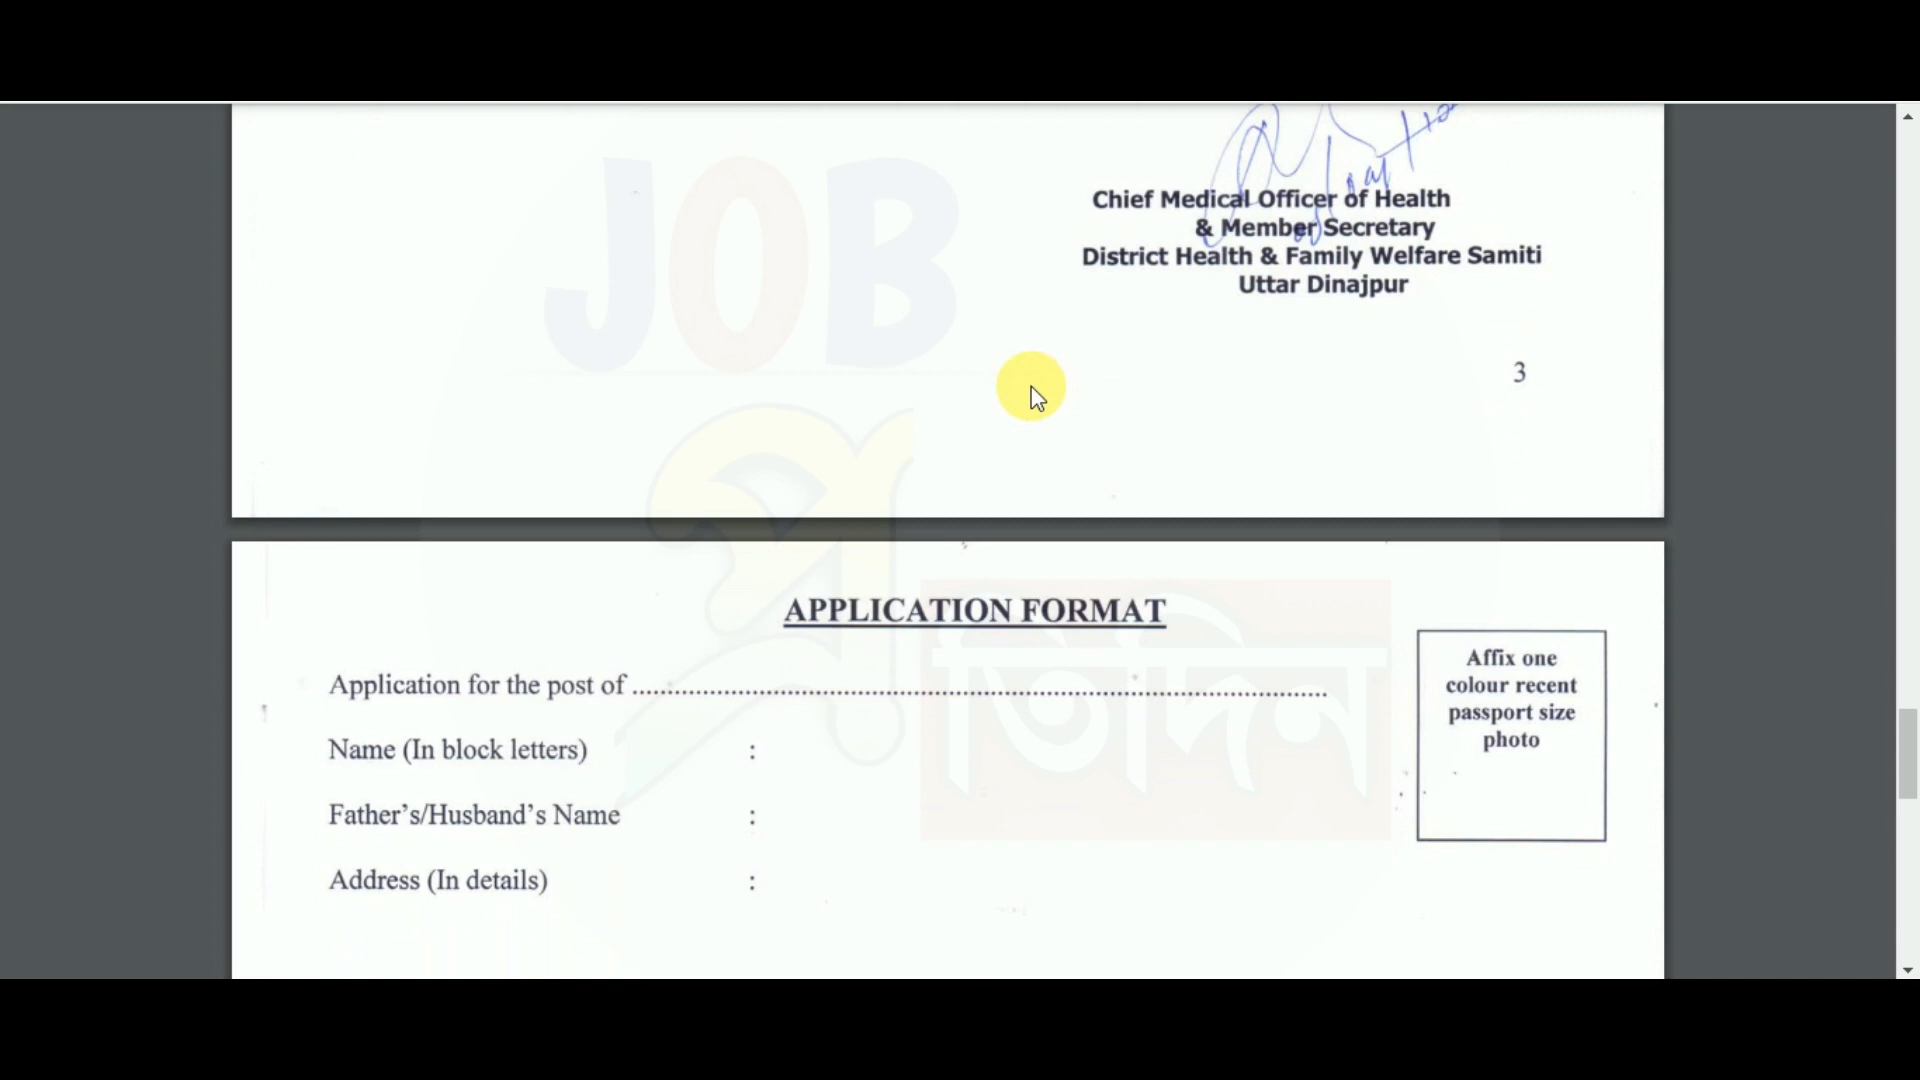 Chief Medical Officer of Health
& Member Secretary
District Health & Family Welfare Samiti
Uttar Dinajpur
3
JOB
প্রতিদিন
APPLICATION FORMAT
Affix one
colour recent
passport size
photo
Application for the post of ........................................................................................................
Name (In block letters) :
Father's/Husband's Name :
Address (In details) :